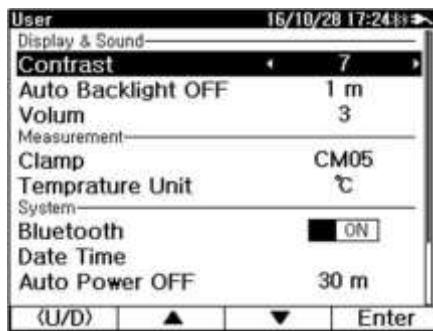 User 16/10/28 17:24
Display & Sound
Contrast 7
Auto Backlight OFF 1 m
Volum 3
Measurement
Clamp CM05
Temprature Unit ℃
System
Bluetooth ON
Date Time
Auto Power OFF 30 m
(U/D) ▲ ▼ Enter